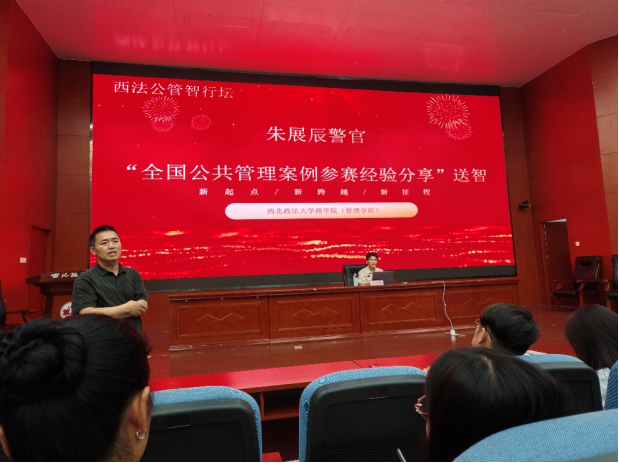 西法公管智行坛
朱展辰警官
“全国公共管理案例参赛经验分享”送智
新起点/新跨越/新征程
西北政法大学商学院（管理学院）